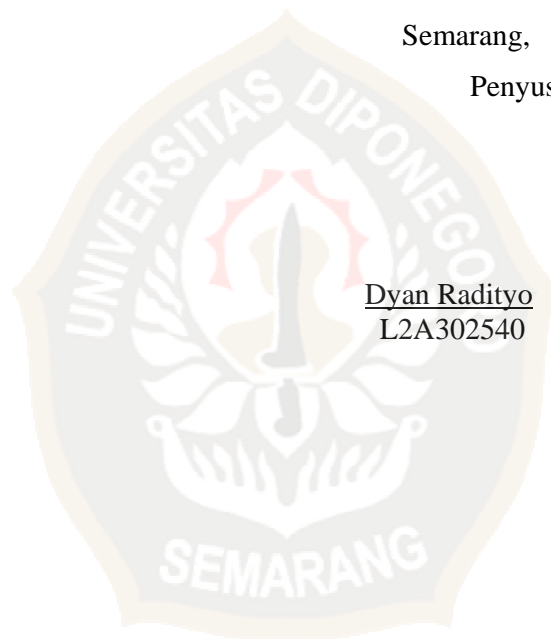 Semarang,
Penyus
Dyan Radityo
L2A302540
UNIVERSITAS DIPONEGORO
SEMARANG